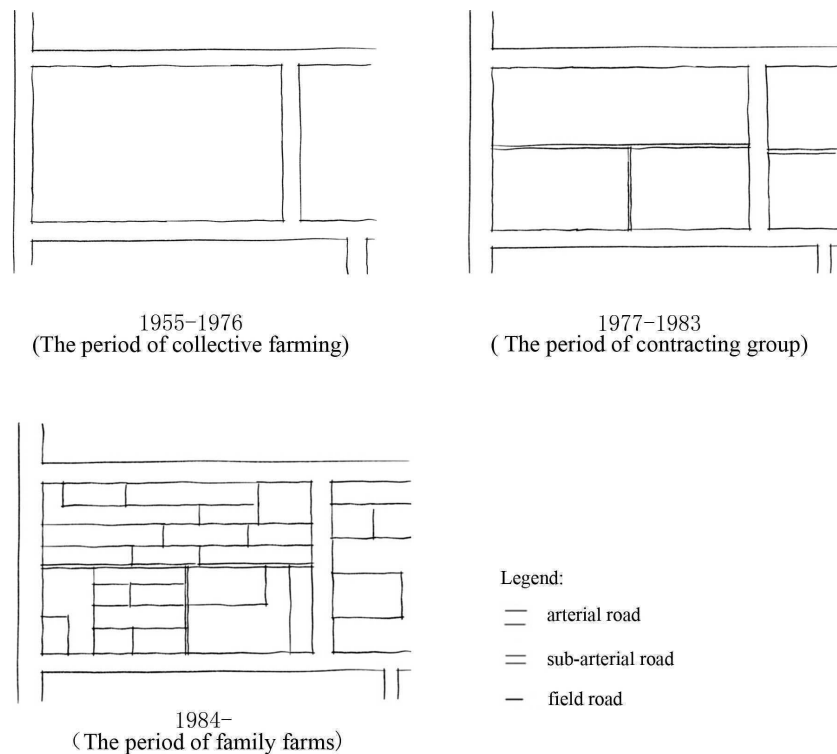 1955-1976
(The period of collective farming)
1977-1983
( The period of contracting group)
1984-
（The period of family farms)
Legend:
arterial road
sub-arterial road
field road